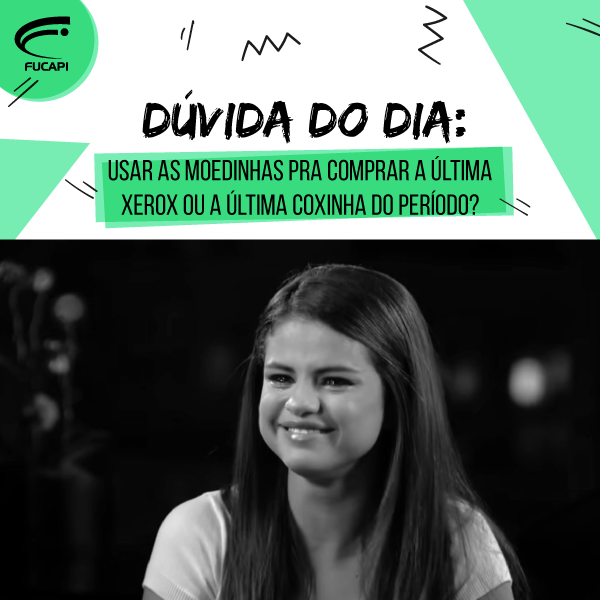 FUCAPI
DÚVIDA DO DIA:
USAR AS MOEDINHAS PRA COMPRAR A ÚLTIMA
XEROX OU A ÚLTIMA COXINHA DO PERÍODO?